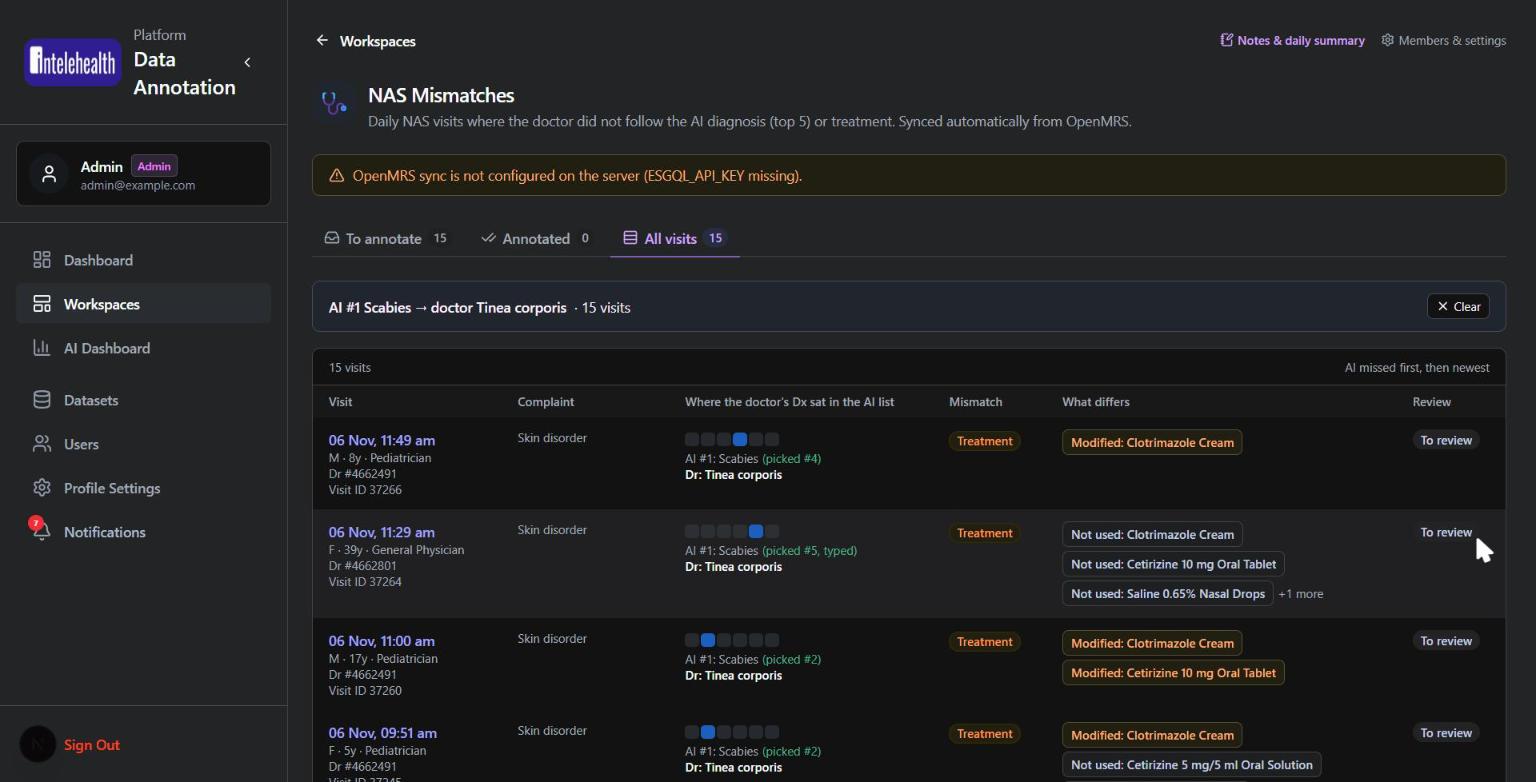 intelehealth
Platform
Data
Annotation
Admin Admin
admin@example.com
Dashboard
Workspaces
AI Dashboard
Datasets
Users
Profile Settings
7
Notifications
N
Sign Out
Workspaces
Notes & daily summary Members & settings
NAS Mismatches
Daily NAS visits where the doctor did not follow the AI diagnosis (top 5) or treatment. Synced automatically from OpenMRS.
OpenMRS sync is not configured on the server (ESGQL_API_KEY missing).
To annotate 15 Annotated 0 All visits 15
AI #1 Scabies → doctor Tinea corporis · 15 visits Clear
15 visits AI missed first, then newest
Visit Complaint Where the doctor's Dx sat in the AI list Mismatch What differs Review
06 Nov, 11:49 am Skin disorder Treatment Modified: Clotrimazole Cream To review
M · 8y · Pediatrician AI #1: Scabies (picked #4)
Dr #4662491 Dr: Tinea corporis
Visit ID 37266
06 Nov, 11:29 am Skin disorder Treatment Not used: Clotrimazole Cream To review
F · 39y · General Physician AI #1: Scabies (picked #5, typed)
Dr #4662801 Dr: Tinea corporis Not used: Cetirizine 10 mg Oral Tablet
Visit ID 37264 Not used: Saline 0.65% Nasal Drops +1 more
06 Nov, 11:00 am Skin disorder Treatment Modified: Clotrimazole Cream To review
M · 17y · Pediatrician AI #1: Scabies (picked #2)
Dr #4662491 Dr: Tinea corporis Modified: Cetirizine 10 mg Oral Tablet
Visit ID 37260
06 Nov, 09:51 am Skin disorder Treatment Modified: Clotrimazole Cream To review
F · 5y · Pediatrician AI #1: Scabies (picked #2)
Dr #4662491 Dr: Tinea corporis Not used: Cetirizine 5 mg/5 ml Oral Solution
Visit ID